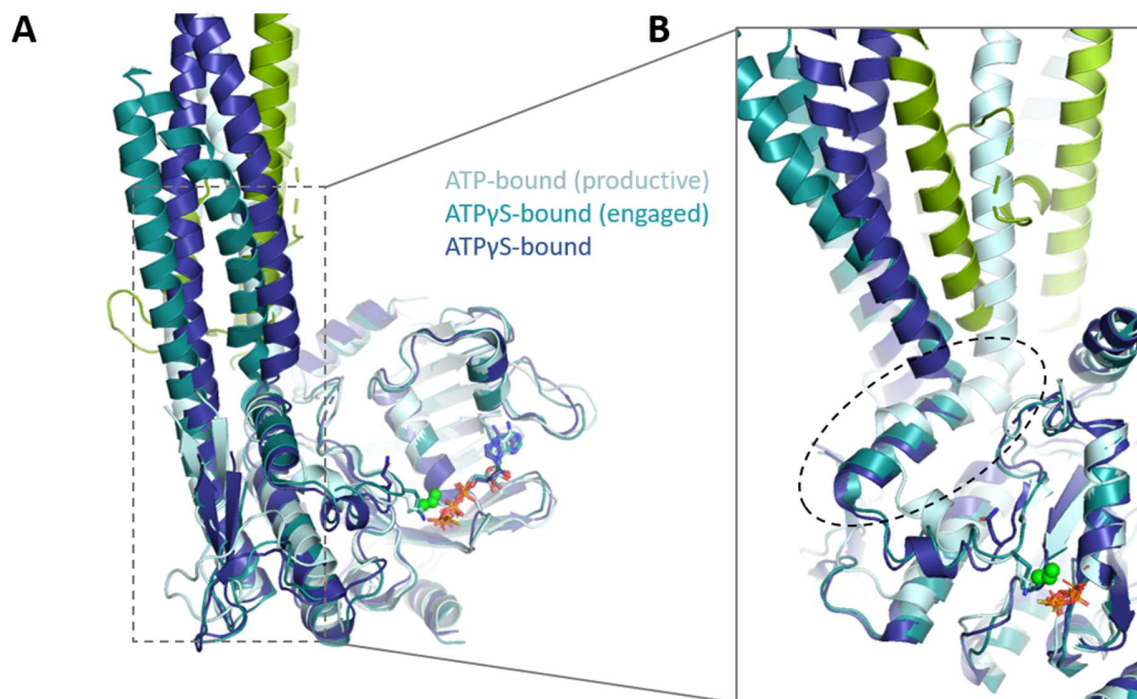 A
B
ATP-bound (productive)
ATPγS-bound (engaged)
ATPγS-bound